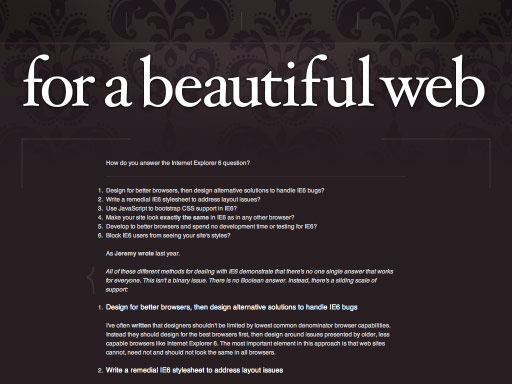 for a beautiful web
How do you answer the Internet Explorer 6 question?
1. Design for better browsers, then design alternative solutions to handle IE6 bugs?
2. Write a remedial IE6 stylesheet to address layout issues?
3. Use JavaScript to bootstrap CSS support in IE6?
4. Make your site look exactly the same in IE6 as in any other browser?
5. Develop to better browsers and spend no development time or testing for IE6?
6. Block IE6 users from seeing your site's styles?
As Jeremy wrote last year.
All of these different methods for dealing with IE6 demonstrate that there's no one single answer that works
for everyone. This isn't a binary issue. There is no Boolean answer. Instead, there's a sliding scale of
support:
1. Design for better browsers, then design alternative solutions to handle IE6 bugs
I've often written that designers shouldn't be limited by lowest common denominator browser capabilities.
Instead they should design for the best browsers first, then design around issues presented by older, less
capable browsers like Internet Explorer 6. The most important element in this approach is that web sites
cannot, need not and should not look the same in all browsers.
2. Write a remedial IE6 stylesheet to address layout issues